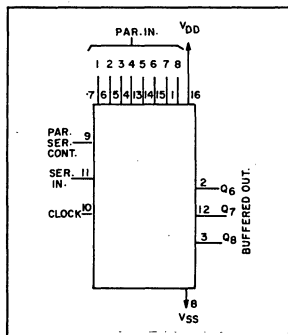 PAR. IN.
VDD
1 2 3 4 5 6 7 8
7 6 5 4 13 14 15 1 16
PAR.
SER. 9
CONT.
SER. 11
IN.
CLOCK 10
2 Q6
12 Q7
3 Q8
BUFFERED OUT.
8
VSS